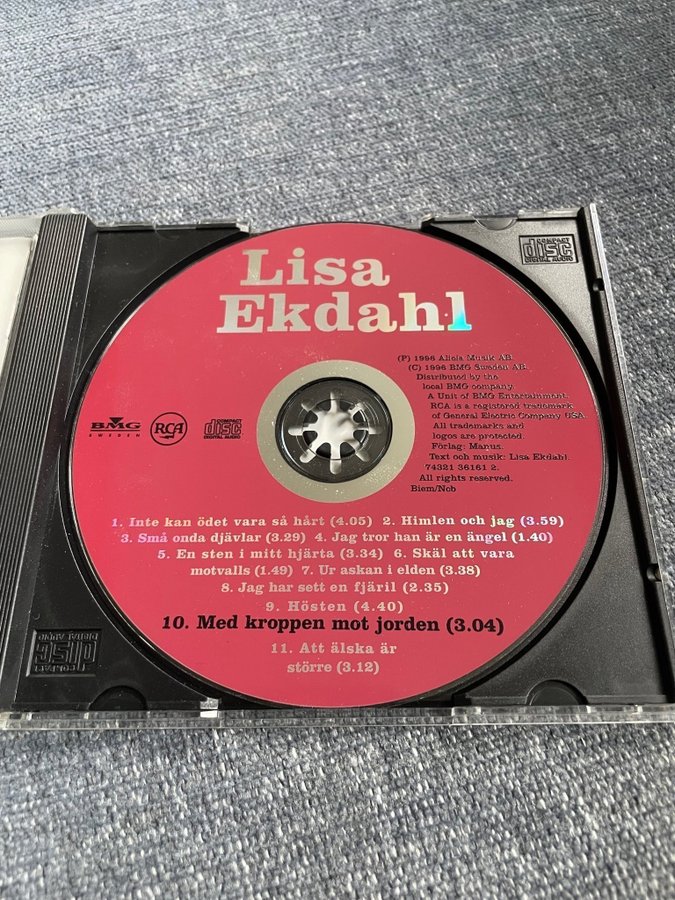 COMPACT
disc
DIGITAL AUDIO
Lisa
Ekdahl
(P) 1996 Alicia Musik AB.
(C) 1996 BMG Sweden AB.
Distributed by the
local BMG company.
A Unit of BMG Entertainment.
RCA is a registered trademark
of General Electric Company USA.
All trademarks and
logos are protected.
Förlag: Manus.
Text och musik: Lisa Ekdahl.
74321 36161 2.
All rights reserved.
Biem/Ncb
BMG
SWEDEN
RCA
COMPACT
disc
DIGITAL AUDIO
1. Inte kan ödet vara så hårt (4.05) 2. Himlen och jag (3.59)
3. Små onda djävlar (3.29) 4. Jag tror han är en ängel (1.40)
5. En sten i mitt hjärta (3.34) 6. Skäl att vara
motvalls (1.49) 7. Ur askan i elden (3.38)
8. Jag har sett en fjäril (2.35)
9. Hösten (4.40)
10. Med kroppen mot jorden (3.04)
11. Att älska är
större (3.12)
COMPACT
disc
DIGITAL AUDIO